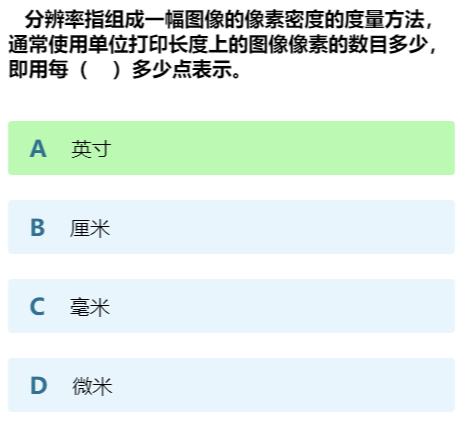 分辨率指组成一幅图像的像素密度的度量方法，
通常使用单位打印长度上的图像像素的数目多少，
即用每（　）多少点表示。
A 英寸
B 厘米
C 毫米
D 微米